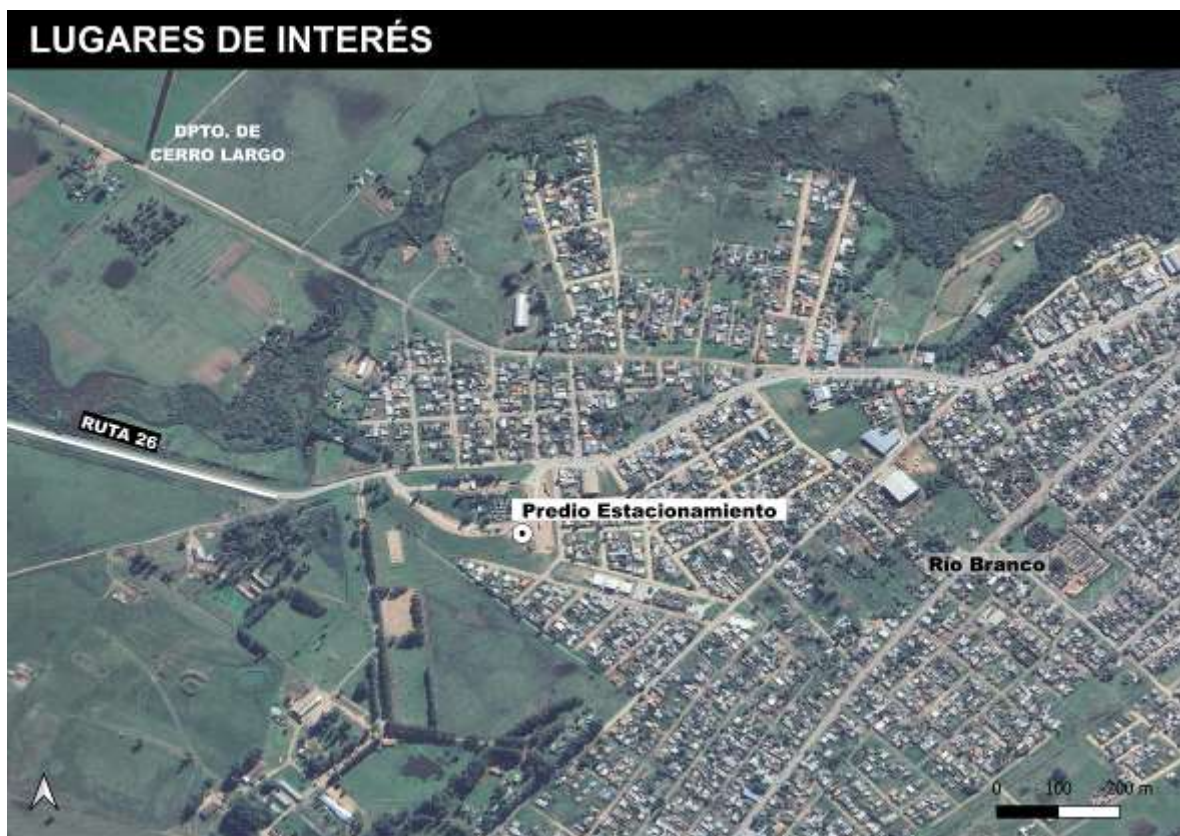 LUGARES DE INTERÉS
DPTO. DE
CERRO LARGO
RUTA 26
Predio Estacionamiento
Río Branco
0 100 200 m